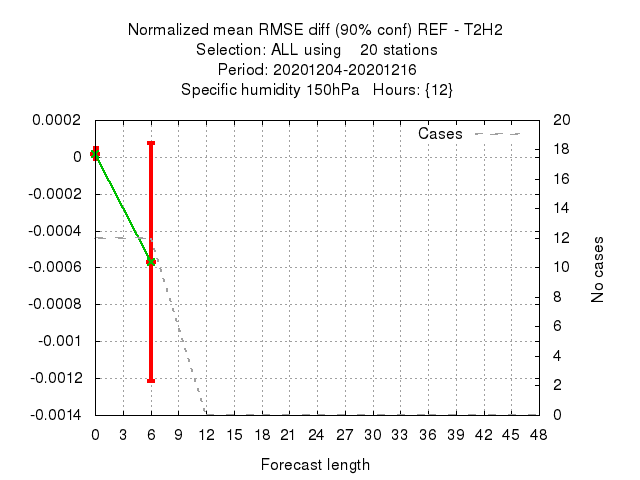 Normalized mean RMSE diff (90% conf) REF - T2H2
Selection: ALL using 20 stations
Period: 20201204-20201216
Specific humidity 150hPa Hours: {12}
Cases
0.0002
0
-0.0002
-0.0004
-0.0006
-0.0008
-0.001
-0.0012
-0.0014
20
18
16
14
12
10
8
6
4
2
0
No cases
0 3 6 9 12 15 18 21 24 27 30 33 36 39 42 45 48
Forecast length